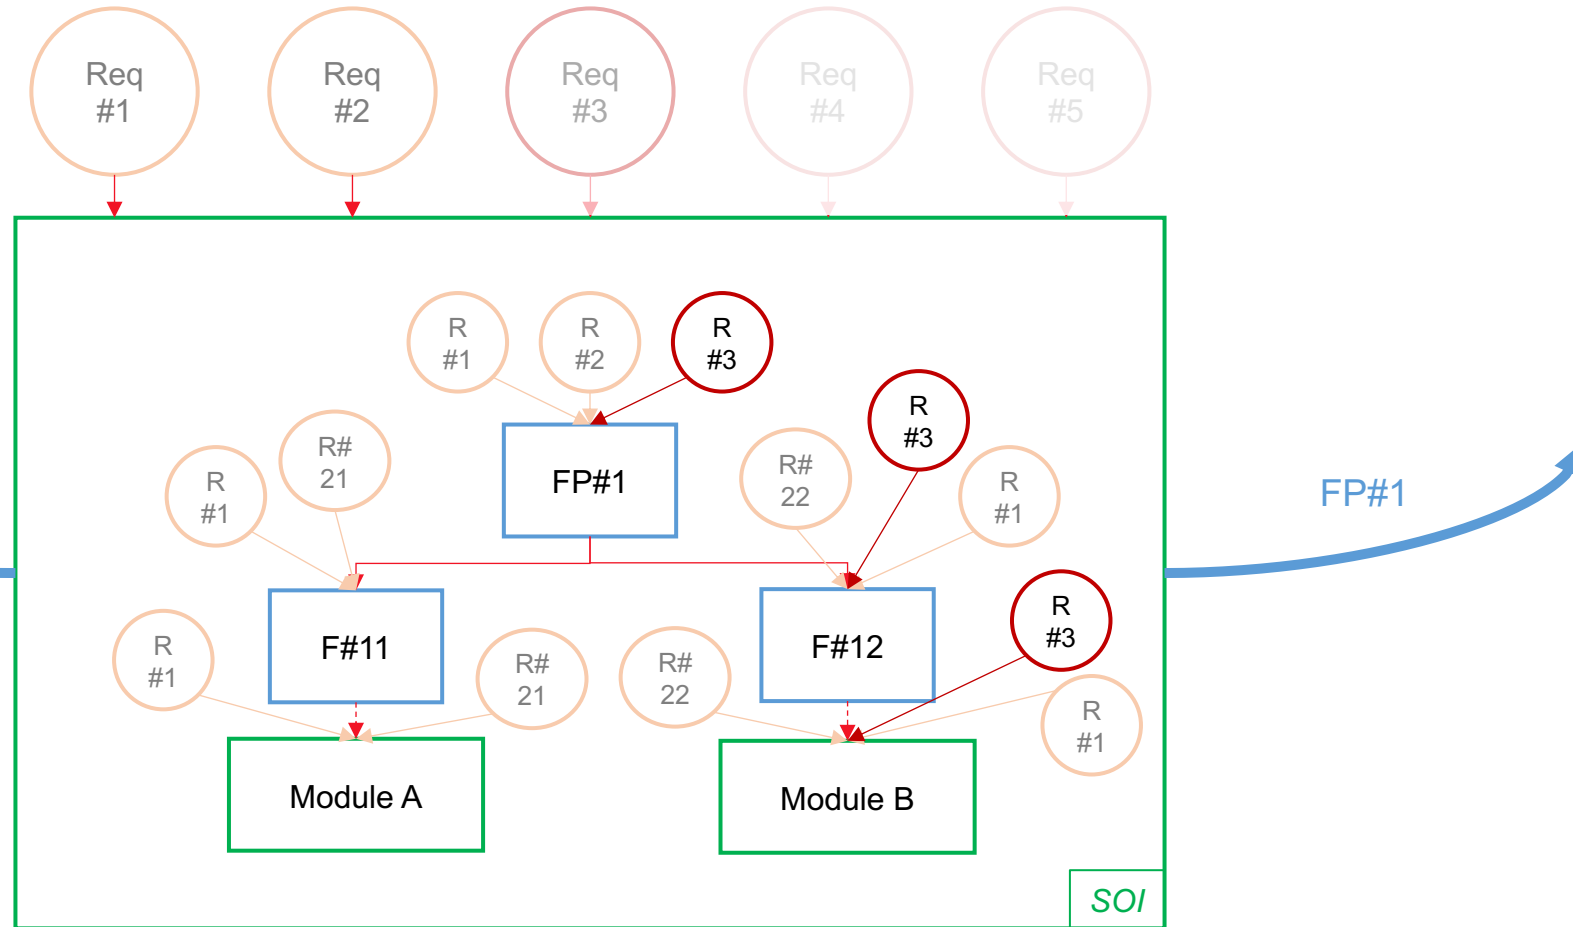 Req
#1
Req
#2
Req
#3
Req
#4
Req
#5
R
#1
R
#2
R
#3
R
#3
R#
21
R#
22
R
#1
R
#1
FP#1
FP#1
R
#3
F#11
F#12
R
#1
R#
21
R#
22
R
#1
Module A
Module B
SOI